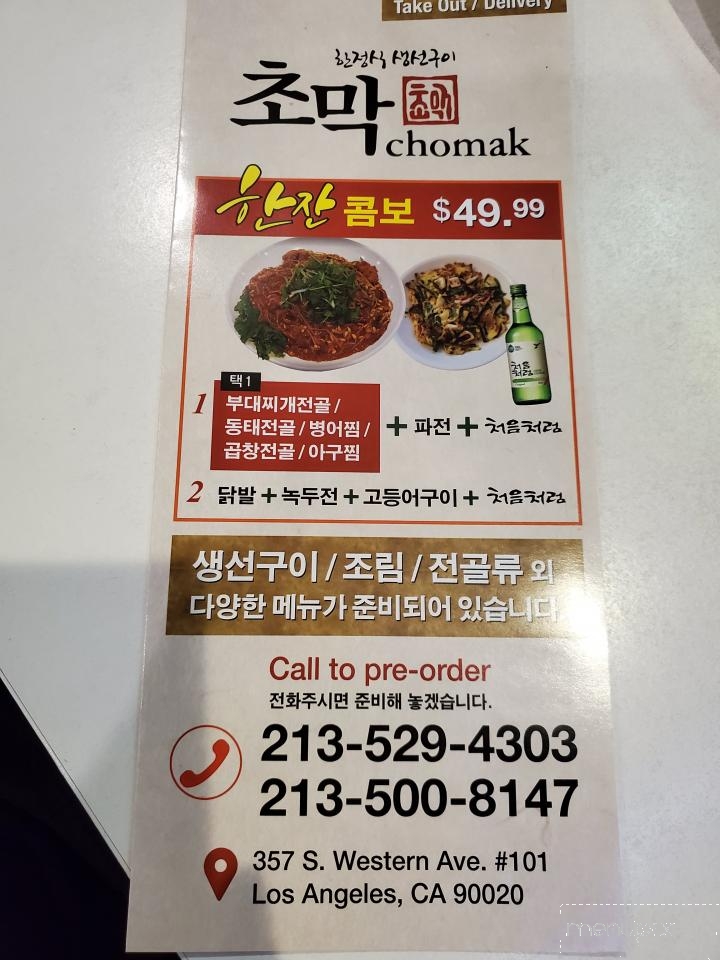 Take Out / Delivery
한정식 생선구이
초막 초막
chomak
한잔 콤보 $49.99
처음처럼
택1
1 부대찌개전골 /
동태전골 / 병어찜 / + 파전 + 처음처럼
곱창전골 / 아구찜
2 닭발 + 녹두전 + 고등어구이 + 처음처럼
생선구이 / 조림 / 전골류 외
다양한 메뉴가 준비되어 있습니다
Call to pre-order
전화주시면 준비해 놓겠습니다.
213-529-4303
213-500-8147
357 S. Western Ave. #101
Los Angeles, CA 90020